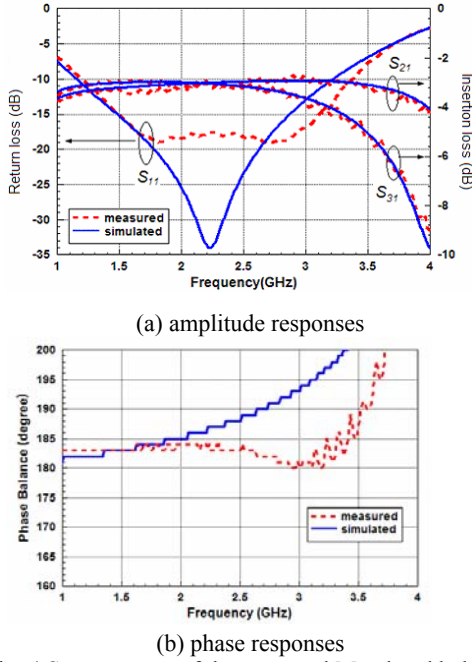 0 -5 -10 -15 -20 -25 -30 -35
Return loss (dB)
0 -2 -4 -6 -8 -10
Insertion loss (dB)
S21
S11
S31
measured
simulated
1 1.5 2 2.5 3 3.5 4
Frequency(GHz)
(a) amplitude responses
200 195 190 185 180 175 170 165 160
Phase Balance (degree)
measured
simulated
1 1.5 2 2.5 3 3.5 4
Frequency (GHz)
(b) phase responses